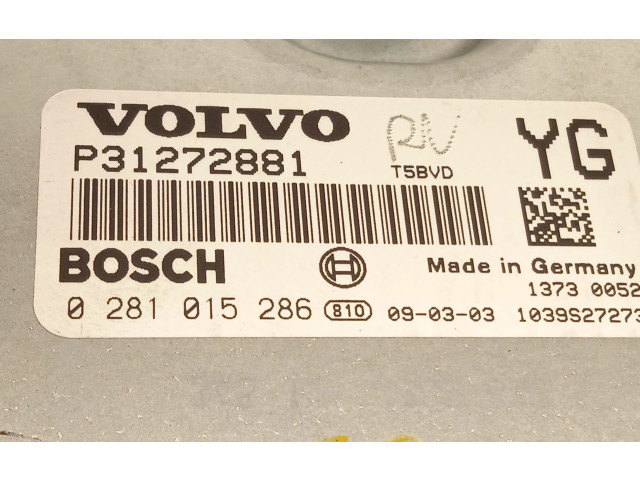 VOLVO
RV
YG
P31272881
T5BVD
BOSCH
Made in Germany
1373 0052
0 281 015 286 810 09-03-03 1039S27273